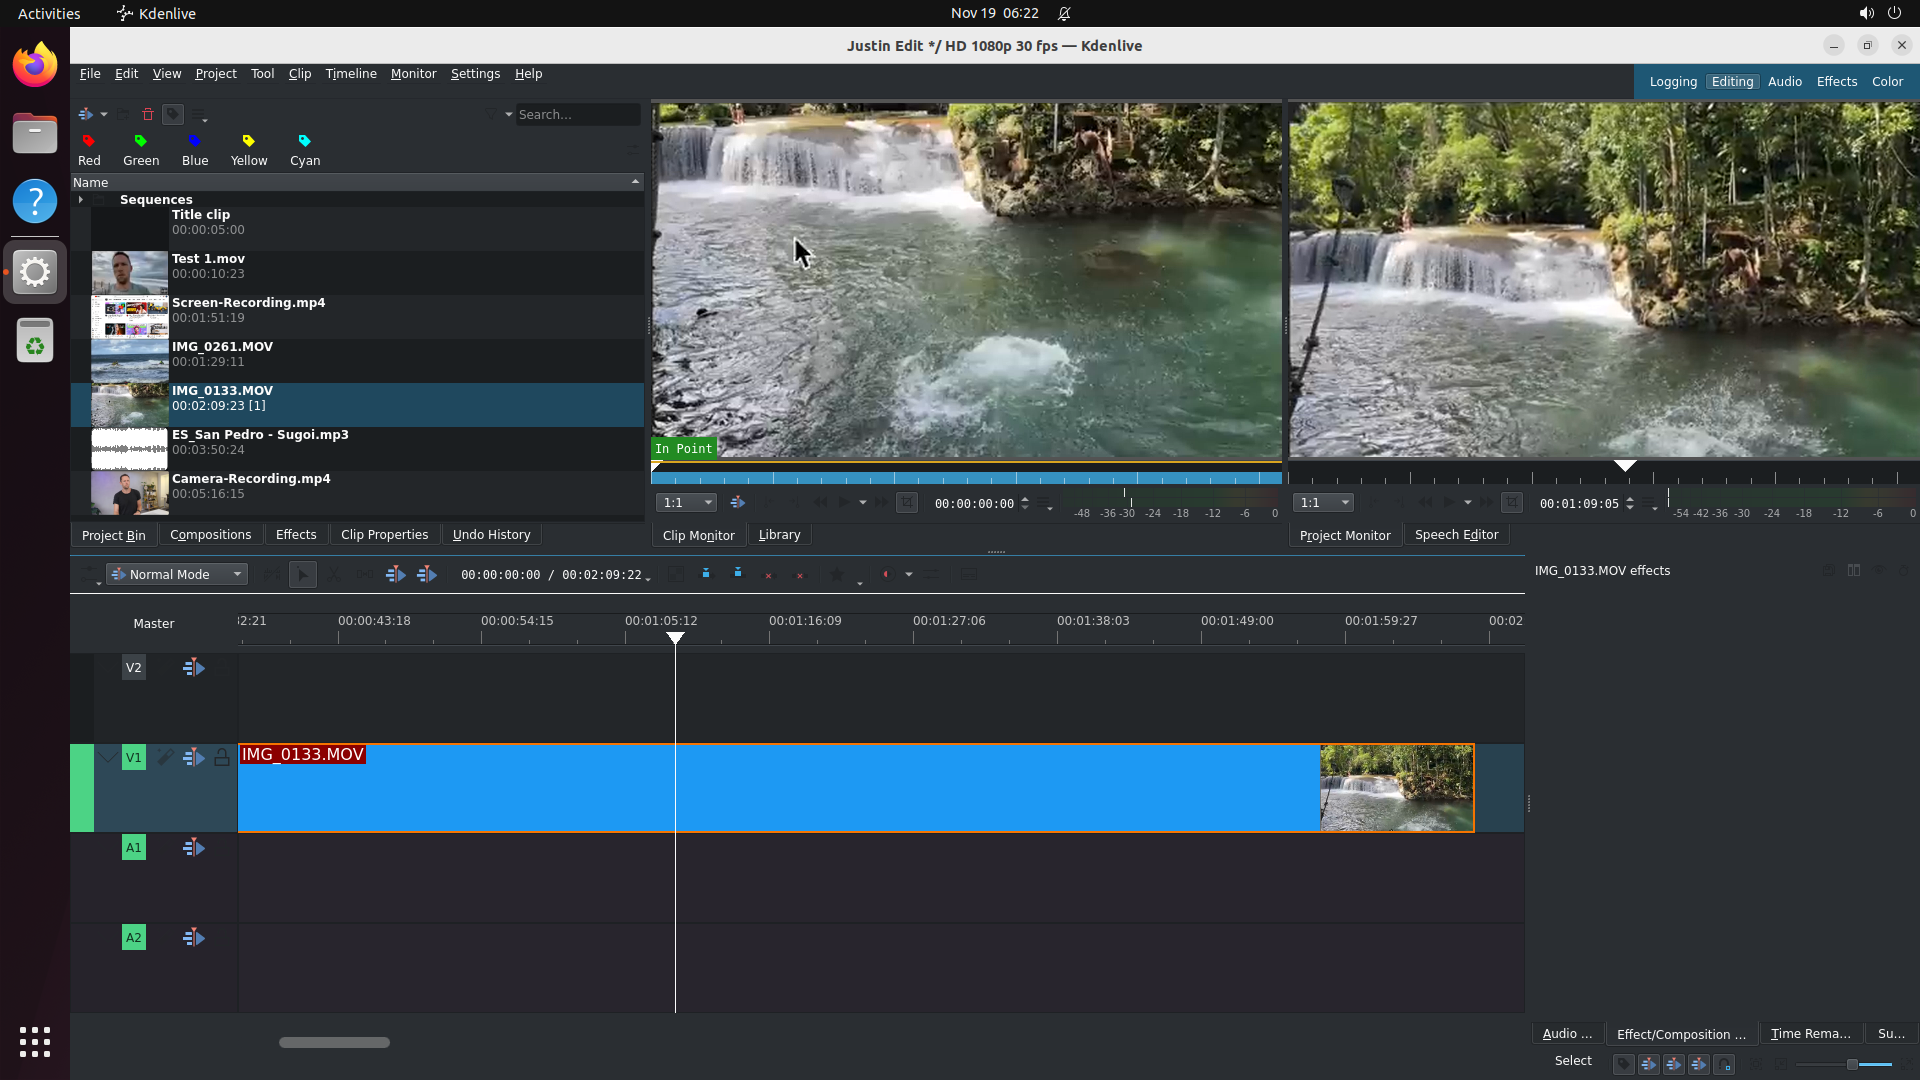 Activities
Kdenlive
Nov 19 06:22
Justin Edit */ HD 1080p 30 fps — Kdenlive
File Edit View Project Tool Clip Timeline Monitor Settings Help
Logging Editing Audio Effects Color
Search...
Red Green Blue Yellow Cyan
Name
Sequences
Title clip
00:00:05:00
Test 1.mov
00:00:10:23
Screen-Recording.mp4
00:01:51:19
IMG_0261.MOV
00:01:29:11
IMG_0133.MOV
00:02:09:23 [1]
ES_San Pedro - Sugoi.mp3
00:03:50:24
Camera-Recording.mp4
00:05:16:15
Project Bin Compositions Effects Clip Properties Undo History
In Point
1:1
00:00:00:00
-48 -36 -30 -24 -18 -12 -6 0
Clip Monitor Library
1:1
00:01:09:05
-54 -42 -36 -30 -24 -18 -12 -6 0
Project Monitor Speech Editor
Normal Mode
00:00:00:00 / 00:02:09:22
IMG_0133.MOV effects
Master
32:21 00:00:43:18 00:00:54:15 00:01:05:12 00:01:16:09 00:01:27:06 00:01:38:03 00:01:49:00 00:01:59:27 00:02
V2
V1
IMG_0133.MOV
A1
A2
Audio ... Effect/Composition ... Time Rema... Su...
Select